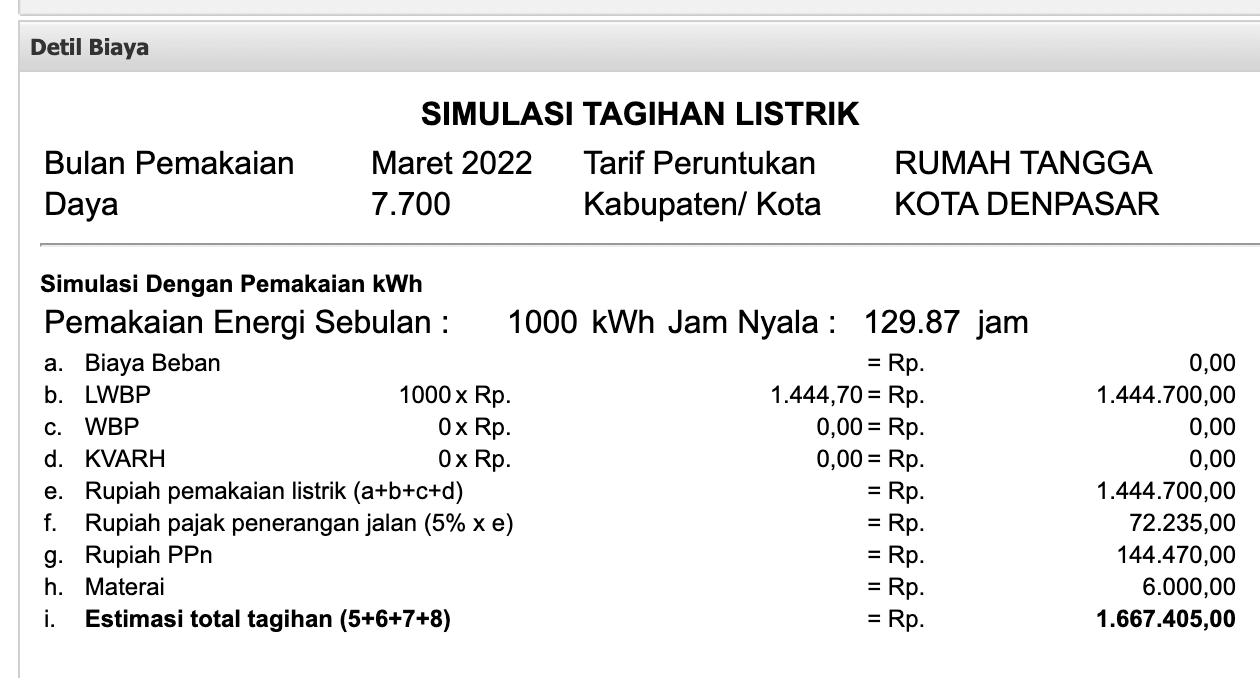 Detil Biaya
SIMULASI TAGIHAN LISTRIK
Bulan Pemakaian Maret 2022 Tarif Peruntukan RUMAH TANGGA
Daya 7.700 Kabupaten/ Kota KOTA DENPASAR
Simulasi Dengan Pemakaian kWh
Pemakaian Energi Sebulan : 1000 kWh Jam Nyala : 129.87 jam
a. Biaya Beban = Rp. 0,00
b. LWBP 1000 x Rp. 1.444,70 = Rp. 1.444.700,00
c. WBP 0 x Rp. 0,00 = Rp. 0,00
d. KVARH 0 x Rp. 0,00 = Rp. 0,00
e. Rupiah pemakaian listrik (a+b+c+d) = Rp. 1.444.700,00
f. Rupiah pajak penerangan jalan (5% x e) = Rp. 72.235,00
g. Rupiah PPn = Rp. 144.470,00
h. Materai = Rp. 6.000,00
i. Estimasi total tagihan (5+6+7+8) = Rp. 1.667.405,00